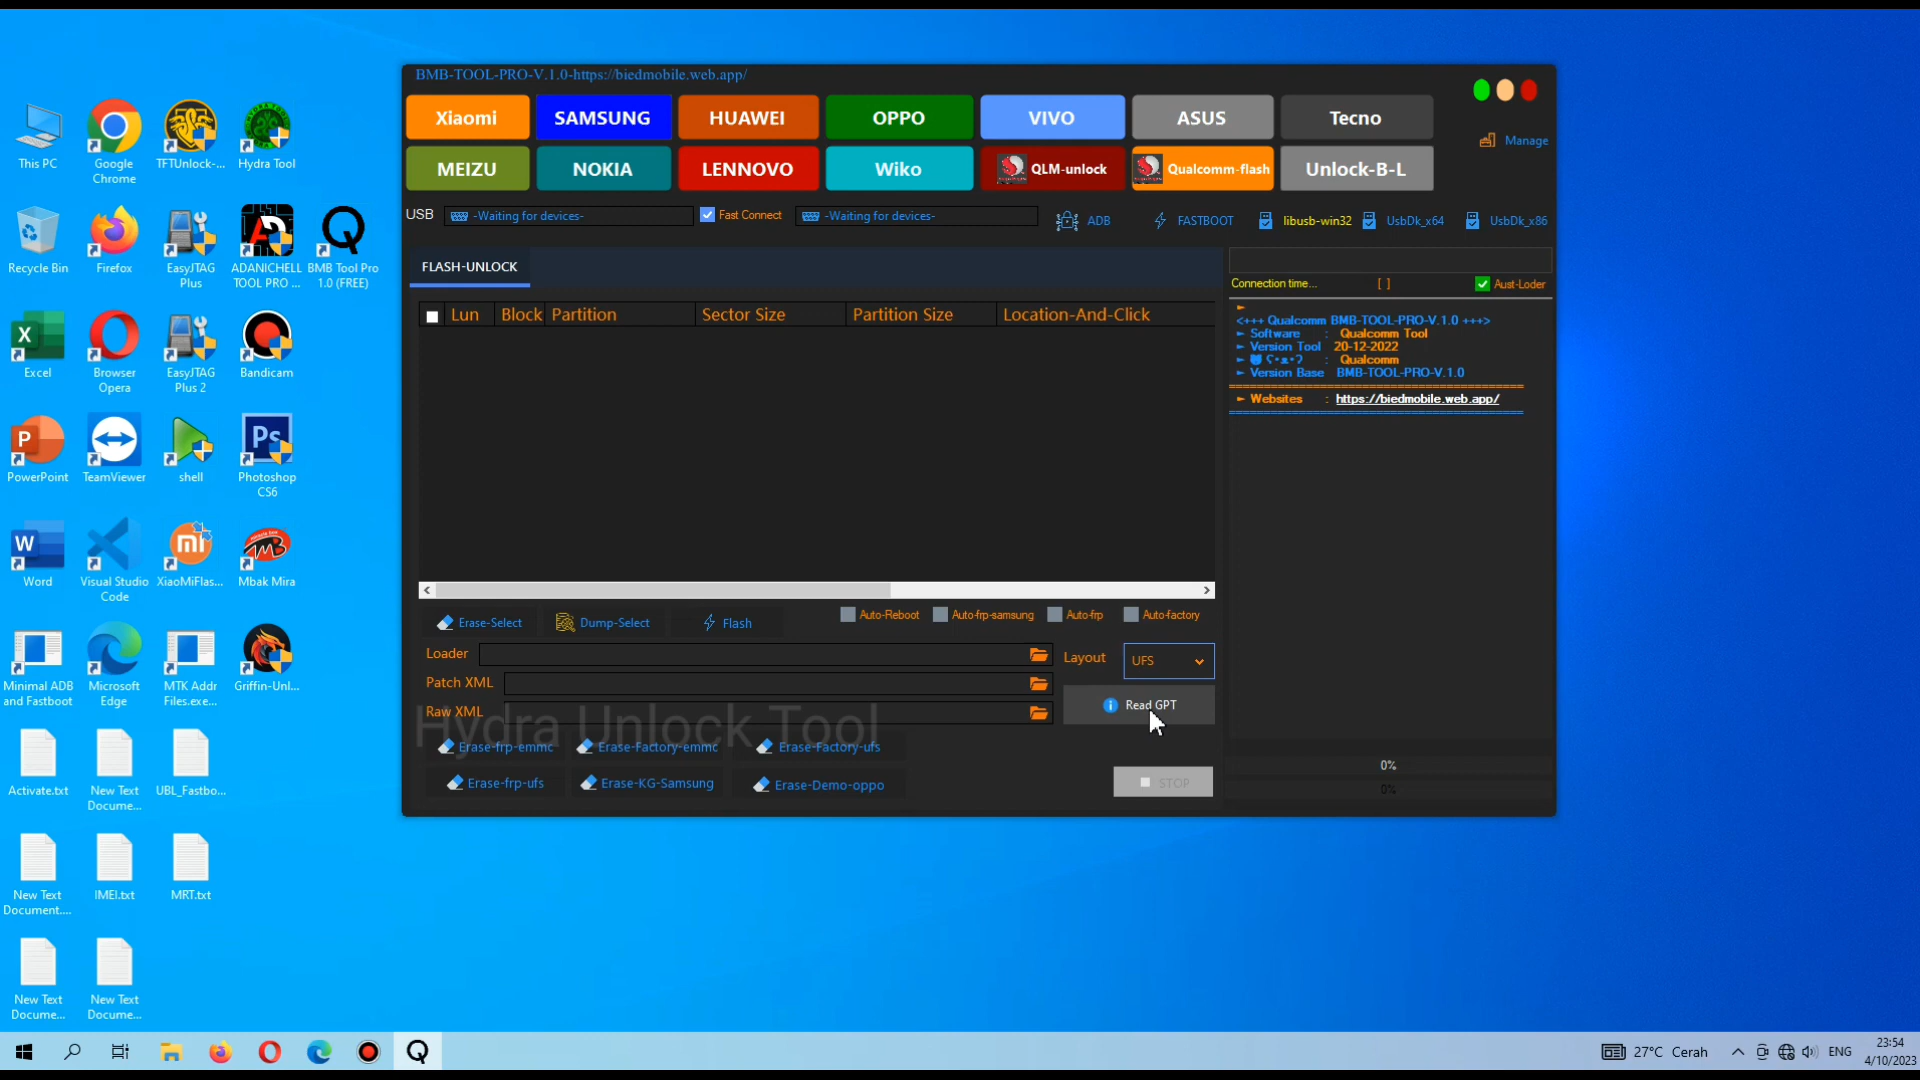 BMB-TOOL-PRO-V.1.0-https://biedmobile.web.app/
Xiaomi
SAMSUNG
HUAWEI
OPPO
VIVO
ASUS
Tecno
Manage
MEIZU
NOKIA
LENNOVO
Wiko
QLM-unlock
Qualcomm-flash
Unlock-B-L
USB
-Waiting for devices-
Fast Connect
-Waiting for devices-
ADB
FASTBOOT
libusb-win32
UsbDk_x64
UsbDk_x86
FLASH-UNLOCK
Connection time...
[ ]
Aust-Loder
Lun
Block
Partition
Sector Size
Partition Size
Location-And-Click
<+++ Qualcomm BMB-TOOL-PRO-V.1.0 +++>
► Software : Qualcomm Tool
► Version Tool 20-12-2022
: Qualcomm
► Version Base BMB-TOOL-PRO-V.1.0
► Websites : https://biedmobile.web.app/
Erase-Select
Dump-Select
Flash
Auto-Reboot
Auto-frp-samsung
Auto-frp
Auto-factory
Loader
Layout
UFS
Patch XML
Read GPT
Raw XML
Hydra Unlock Tool
Erase-frp-emmc
Erase-Factory-emmc
Erase-Factory-ufs
Erase-frp-ufs
Erase-KG-Samsung
Erase-Demo-oppo
STOP
0%
0%
This PC
Google
Chrome
TFTUnlock-...
Hydra Tool
Recycle Bin
Firefox
EasyJTAG
Plus
ADANICHELL
TOOL PRO ...
BMB Tool Pro
1.0 (FREE)
Excel
Browser
Opera
EasyJTAG
Plus 2
Bandicam
PowerPoint
TeamViewer
shell
Photoshop
CS6
Word
Visual Studio
Code
XiaoMiFlas...
Mbak Mira
Minimal ADB
and Fastboot
Microsoft
Edge
MTK Addr
Files.exe...
Griffin-Unl...
Activate.txt
New Text
Docume...
UBL_Fastbo...
New Text
Document....
IMEI.txt
MRT.txt
New Text
Docume...
New Text
Docume...
27°C Cerah
ENG
23:54
4/10/2023